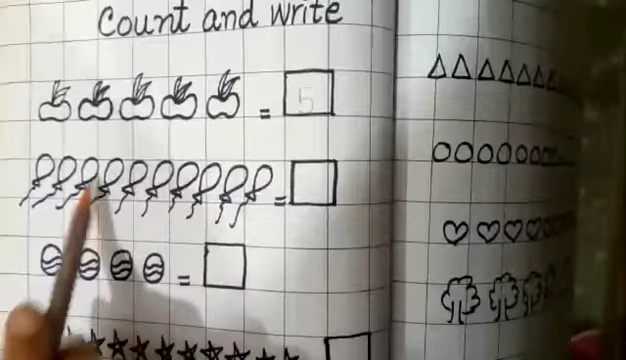 Count and write
= 5
=
=